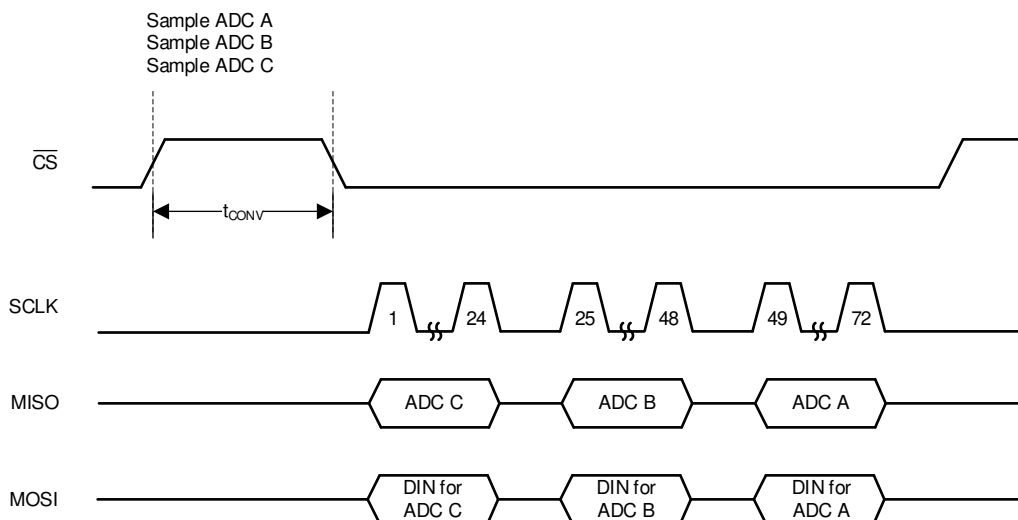 Sample ADC A
Sample ADC B
Sample ADC C
CS
tCONV
SCLK
1 24 25 48 49 72
MISO
ADC C ADC B ADC A
MOSI
DIN for DIN for DIN for
ADC C ADC B ADC A